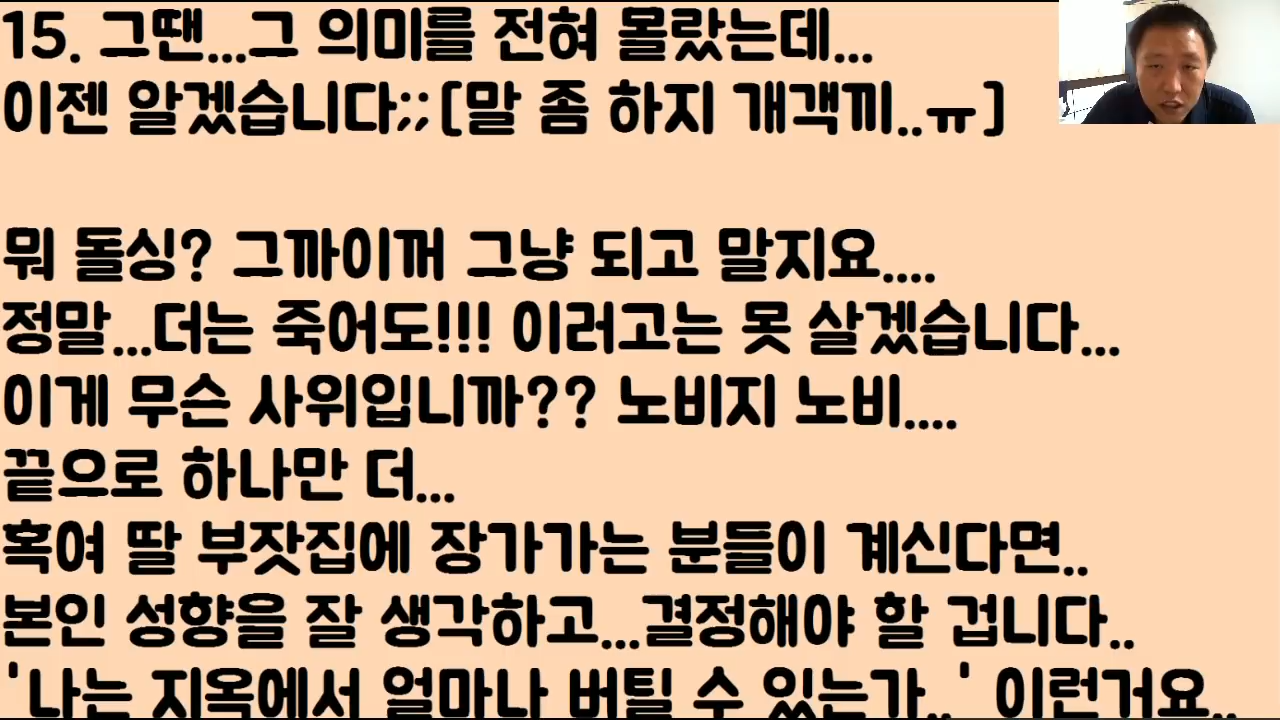 15. 그땐...그 의미를 전혀 몰랐는데...
이젠 알겠습니다;;[말 좀 하지 개객끼..ㅠ]
뭐 돌싱? 그까이꺼 그냥 되고 말지요....
정말...더는 죽어도!!! 이러고는 못 살겠습니다...
이게 무슨 사위입니까?? 노비지 노비....
끝으로 하나만 더...
혹여 딸 부잣집에 장가가는 분들이 계신다면..
본인 성향을 잘 생각하고...결정해야 할 겁니다..
'나는 지옥에서 얼마나 버틸 수 있는가..' 이런거요..